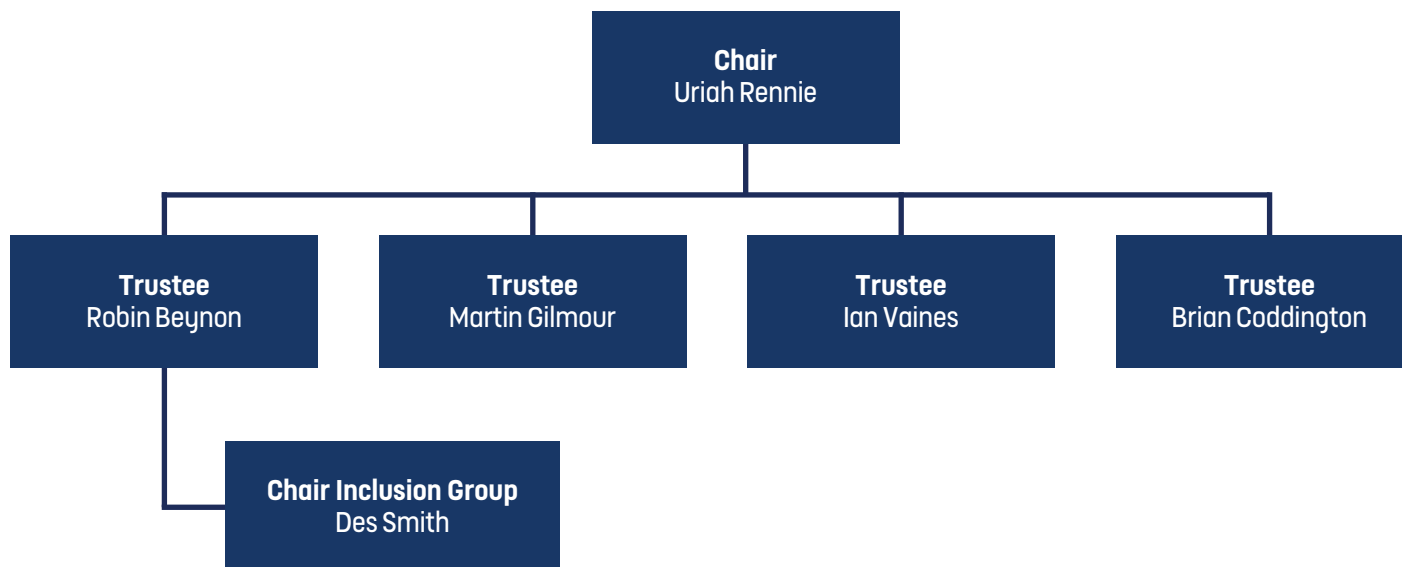 Chair
Uriah Rennie
Trustee
Robin Beynon
Trustee
Martin Gilmour
Trustee
Ian Vaines
Trustee
Brian Coddington
Chair Inclusion Group
Des Smith